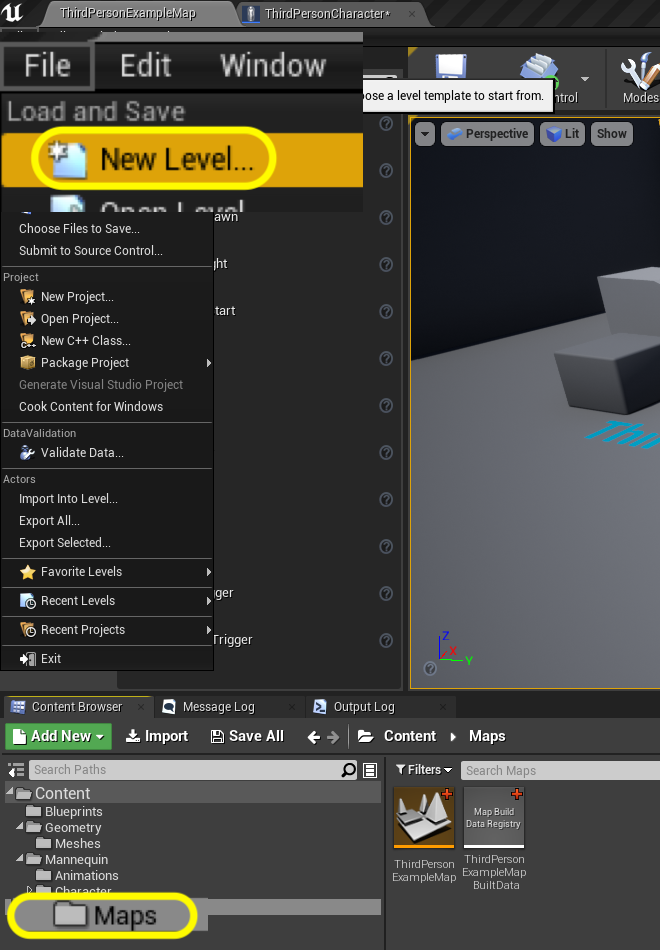 ThirdPersonExampleMap
ThirdPersonCharacter*
File Edit Window
Load and Save
New Level...
Open Level
Choose Files to Save...
Submit to Source Control...
Project
New Project...
Open Project...
New C++ Class...
Package Project
Generate Visual Studio Project
Cook Content for Windows
DataValidation
Validate Data...
Actors
Import Into Level...
Export All...
Export Selected...
Favorite Levels
Recent Levels
Recent Projects
Exit
awn
ght
tart
ger
Trigger
ose a level template to start from.
ntrol
Modes
Perspective Lit Show
Thir
Z
X
Y
Content Browser Message Log Output Log
Add New Import Save All Content Maps
Search Paths
Filters Search Maps
Content
Blueprints
Geometry
Meshes
Mannequin
Animations
Character
Maps
ThirdPerson
ExampleMap
Map Build
Data Registry
ThirdPerson
ExampleMap
BuiltData